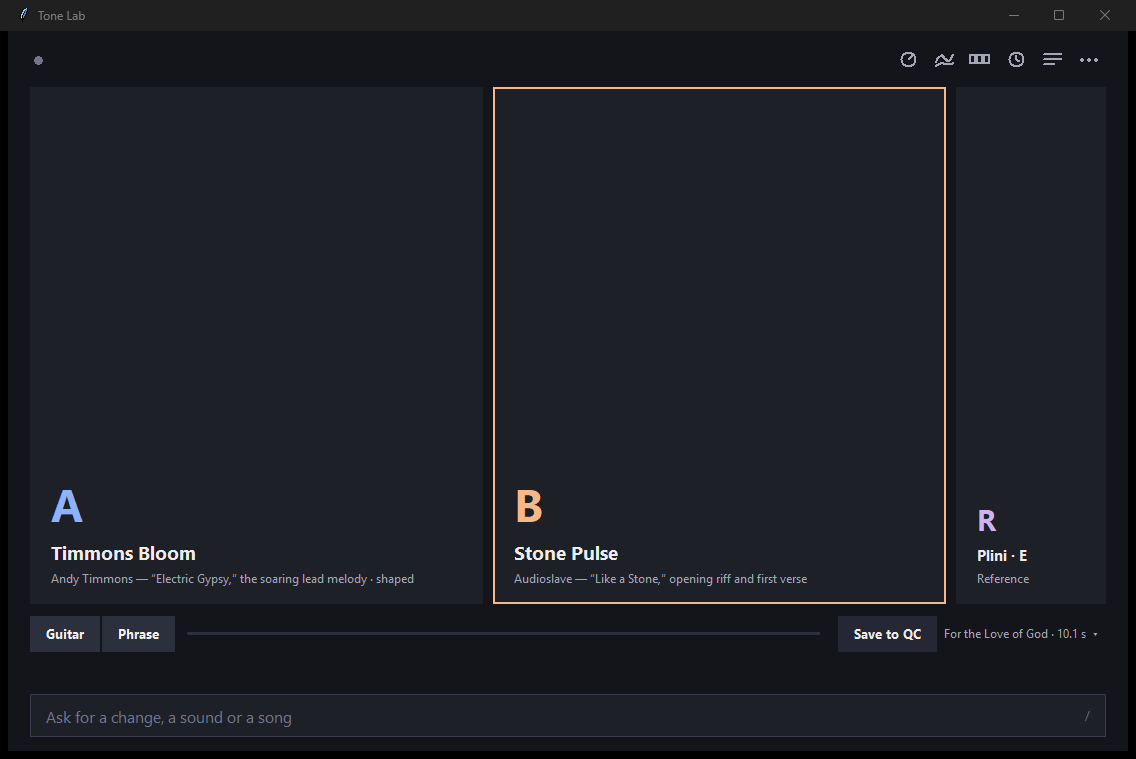 Tone Lab
A
Timmons Bloom
Andy Timmons — “Electric Gypsy,” the soaring lead melody · shaped
B
Stone Pulse
Audioslave — “Like a Stone,” opening riff and first verse
R
Plini · E
Reference
Guitar
Phrase
Save to QC
For the Love of God · 10.1 s
Ask for a change, a sound or a song
/